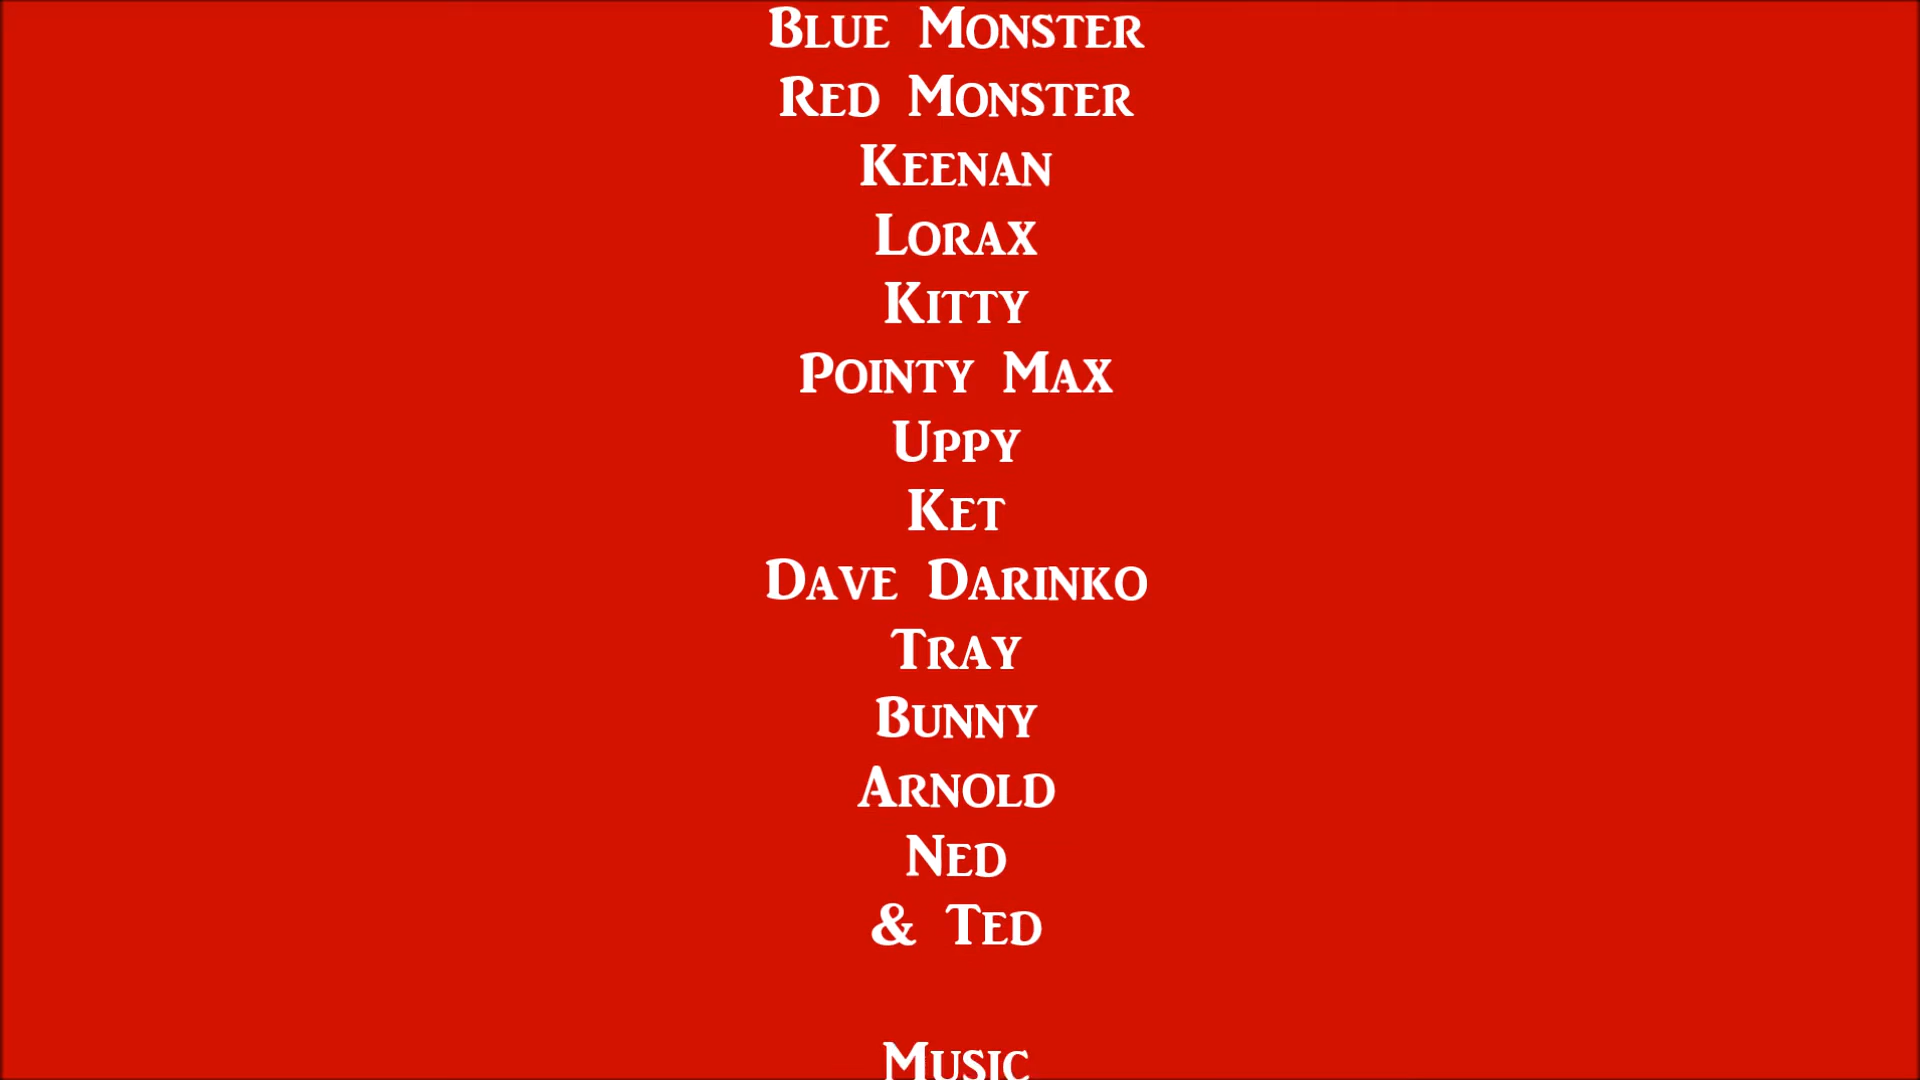 Blue Monster
Red Monster
Keenan
Lorax
Kitty
Pointy Max
Uppy
Ket
Dave Darinko
Tray
Bunny
Arnold
Ned
& Ted
Music